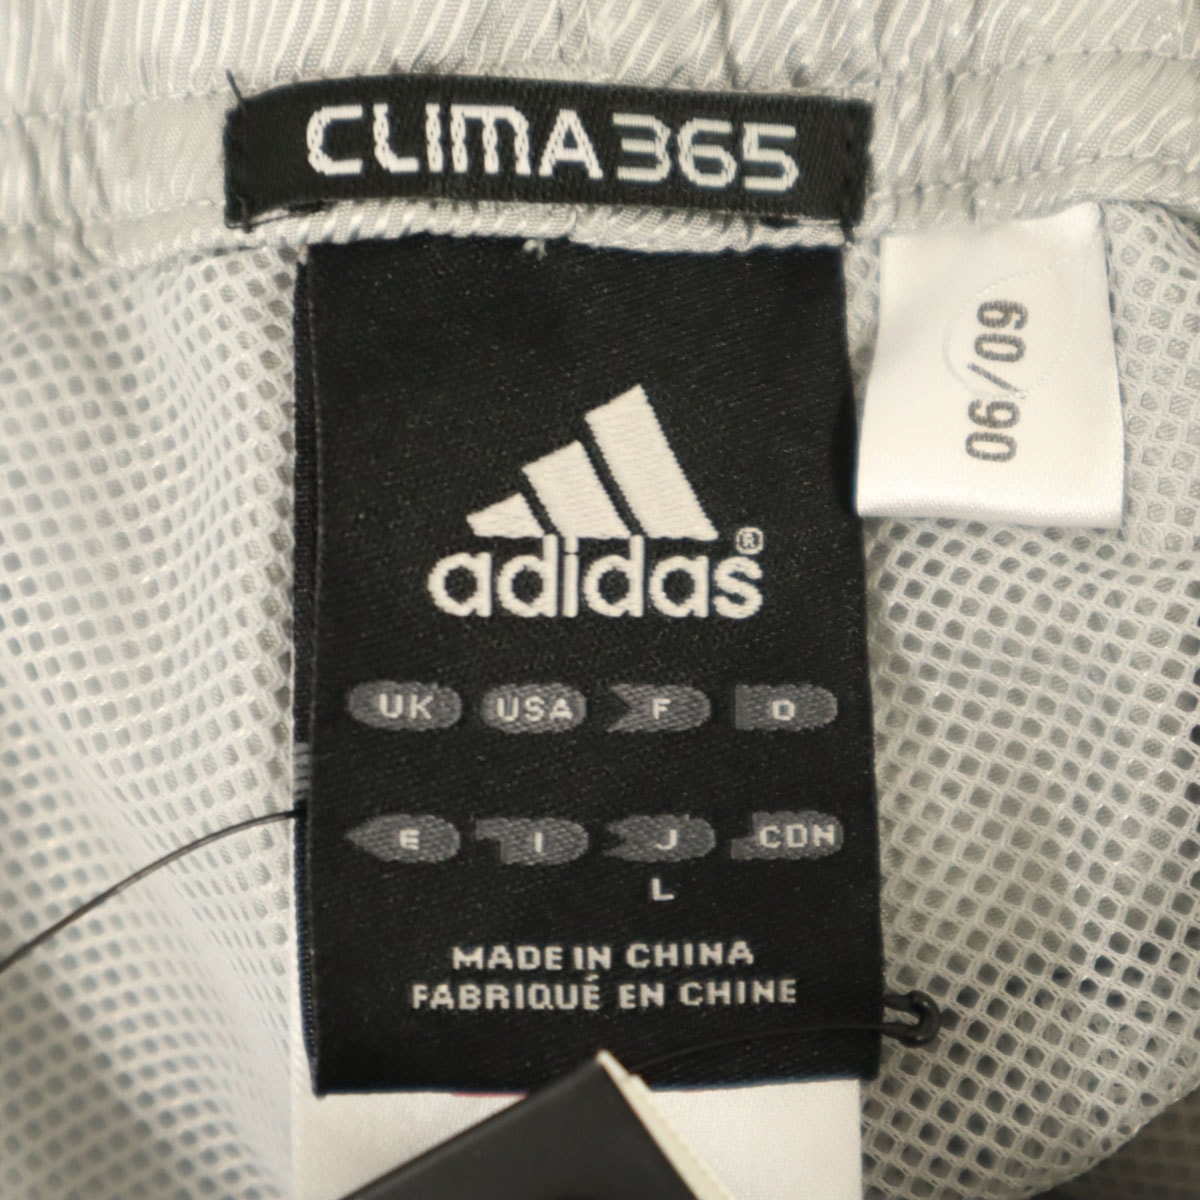 CLIMA365
06/09
adidas®
UK USA F D
E I J CDN
L
MADE IN CHINA
FABRIQUÉ EN CHINE